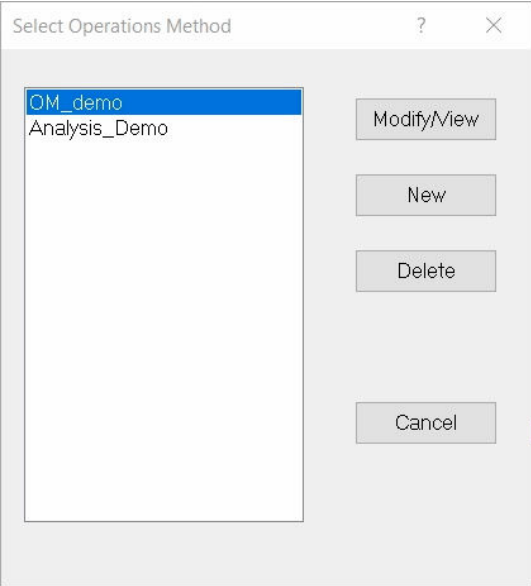 Select Operations Method ?
OM_demo
Analysis_Demo
Modify/View
New
Delete
Cancel